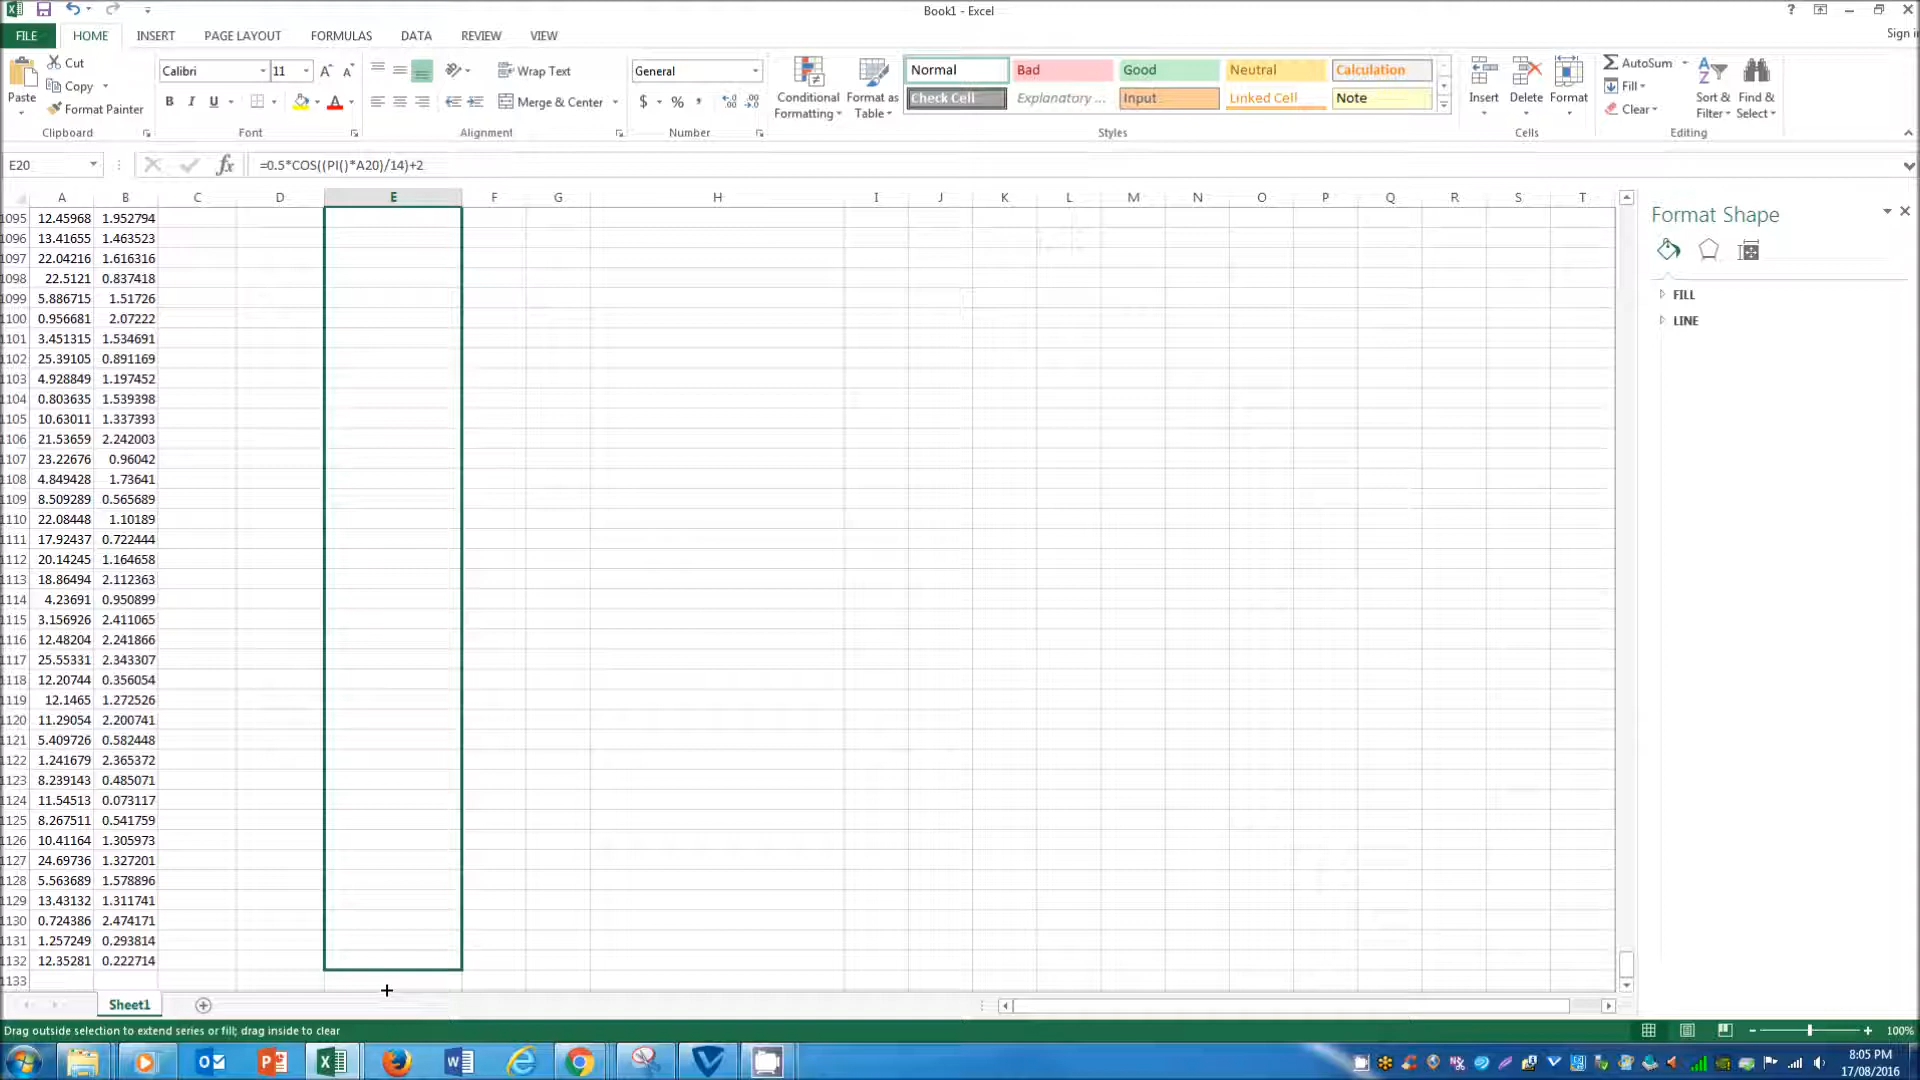 Book1 - Excel
Sign in
FILE HOME INSERT PAGE LAYOUT FORMULAS DATA REVIEW VIEW
Paste Cut Copy Format Painter
Clipboard
Calibri 11
B I U
Font
Wrap Text
Merge & Center
Alignment
General
$ % ,
Number
Conditional Formatting
Format as Table
Normal Bad Good Neutral Calculation
Check Cell Explanatory ... Input Linked Cell Note
Styles
Insert Delete Format
Cells
AutoSum
Fill
Clear
Sort & Filter
Find & Select
Editing
E20 fx =0.5*COS((PI()*A20)/14)+2
A B C D E F G H I J K L M N O P Q R S T
1095 12.45968 1.952794
1096 13.41655 1.463523
1097 22.04216 1.616316
1098 22.5121 0.837418
1099 5.886715 1.51726
1100 0.956681 2.07222
1101 3.451315 1.534691
1102 25.39105 0.891169
1103 4.928849 1.197452
1104 0.803635 1.539398
1105 10.63011 1.337393
1106 21.53659 2.242003
1107 23.22676 0.96042
1108 4.849428 1.73641
1109 8.509289 0.565689
1110 22.08448 1.10189
1111 17.92437 0.722444
1112 20.14245 1.164658
1113 18.86494 2.112363
1114 4.23691 0.950899
1115 3.156926 2.411065
1116 12.48204 2.241866
1117 25.55331 2.343307
1118 12.20744 0.356054
1119 12.1465 1.272526
1120 11.29054 2.200741
1121 5.409726 0.582448
1122 1.241679 2.365372
1123 8.239143 0.485071
1124 11.54513 0.073117
1125 8.267511 0.541759
1126 10.41164 1.305973
1127 24.69736 1.327201
1128 5.563689 1.578896
1129 13.43132 1.311741
1130 0.724386 2.474171
1131 1.257249 0.293814
1132 12.35281 0.222714
1133
Format Shape
FILL
LINE
Sheet1
Drag outside selection to extend series or fill; drag inside to clear
100%
8:05 PM
17/08/2016